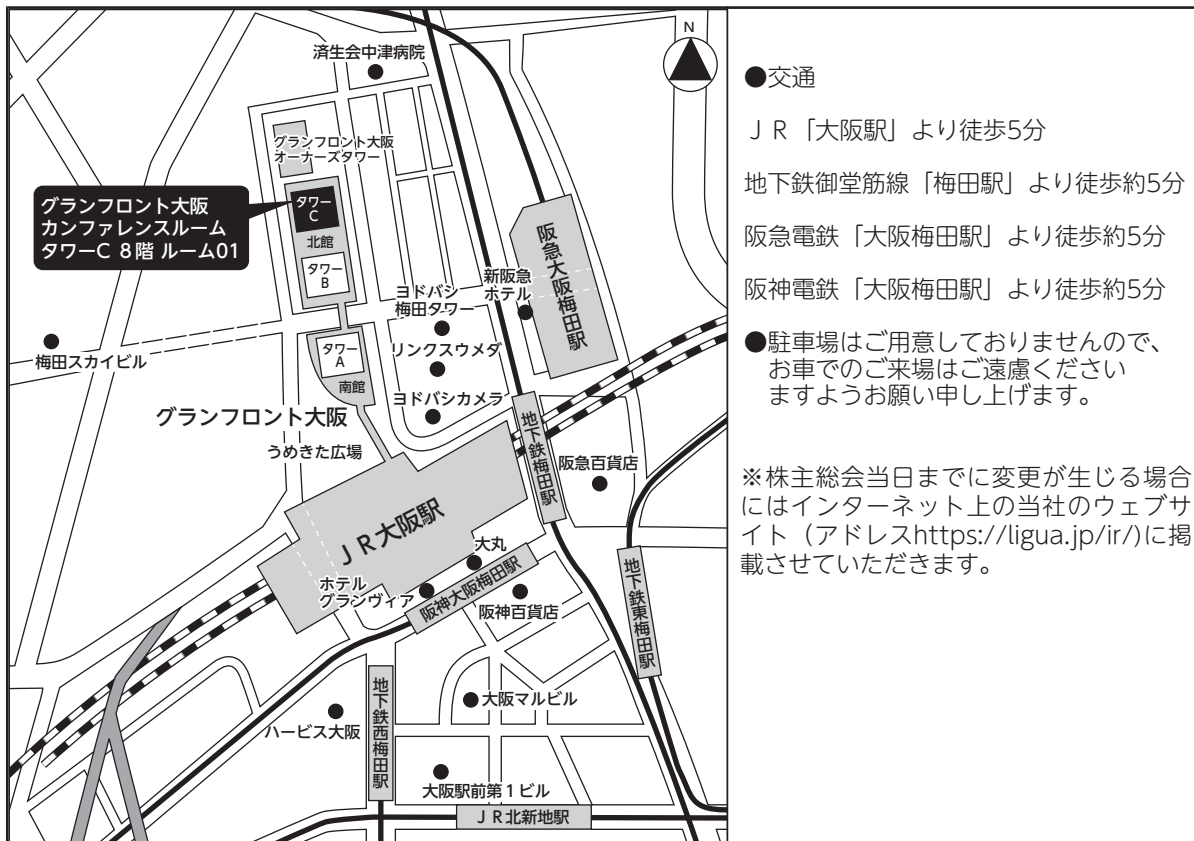 N
済生会中津病院
グランフロント大阪
オーナーズタワー
グランフロント大阪
カンファレンスルーム
タワーC 8階 ルーム01
タワー
C
北館
タワー
B
タワー
A
南館
ヨドバシ
梅田タワー
リンクスウメダ
ヨドバシカメラ
新阪急
ホテル
阪急大阪梅田駅
梅田スカイビル
グランフロント大阪
うめきた広場
地下鉄梅田駅
阪急百貨店
JR大阪駅
大丸
ホテル
グランヴィア
阪神大阪梅田駅
阪神百貨店
地下鉄東梅田駅
地下鉄西梅田駅
大阪マルビル
ハービス大阪
大阪駅前第1ビル
JR北新地駅
●交通
JR「大阪駅」より徒歩5分
地下鉄御堂筋線「梅田駅」より徒歩約5分
阪急電鉄「大阪梅田駅」より徒歩約5分
阪神電鉄「大阪梅田駅」より徒歩約5分
●駐車場はご用意しておりませんので、
お車でのご来場はご遠慮ください
ますようお願い申し上げます。
※株主総会当日までに変更が生じる場合
にはインターネット上の当社のウェブサ
イト(アドレスhttps://ligua.jp/ir/)に掲
載させていただきます。